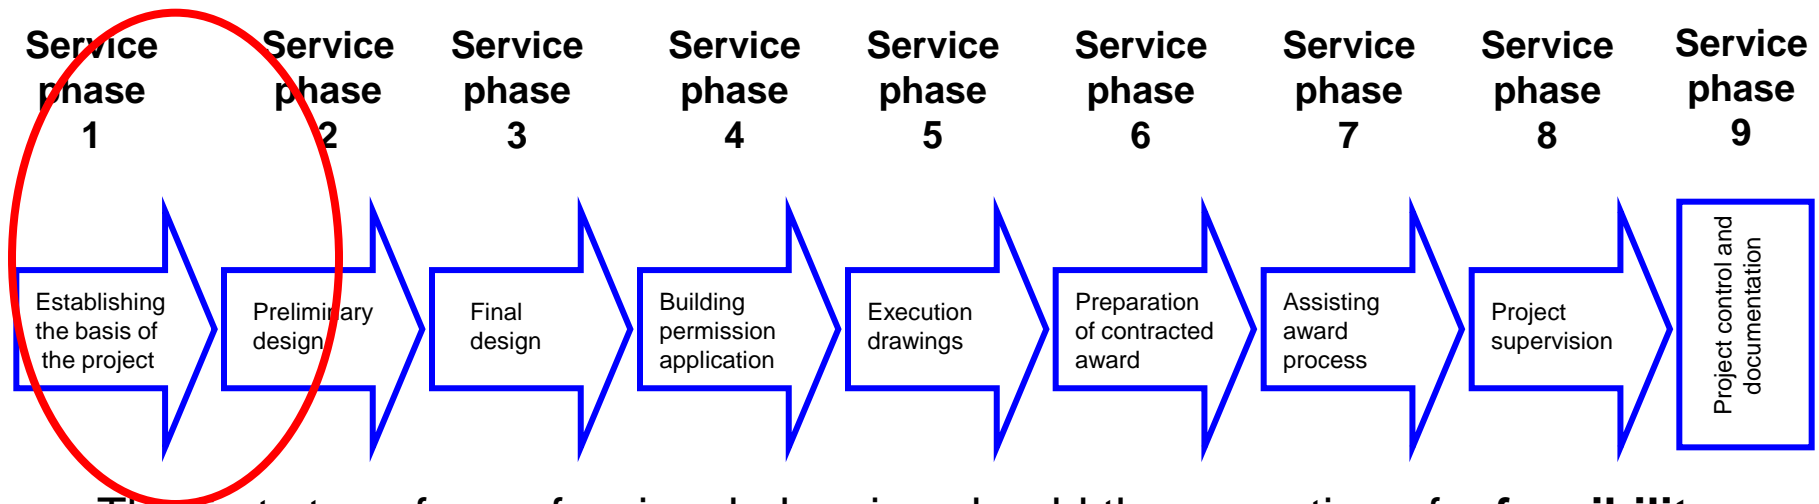 Service phase 1
Service phase 2
Service phase 3
Service phase 4
Service phase 5
Service phase 6
Service phase 7
Service phase 8
Service phase 9
Establishing
the basis of
the project
Preliminary
design
Final
design
Building
permission
application
Execution
drawings
Preparation
of contracted
award
Assisting
award
process
Project
supervision
Project control and
documentation